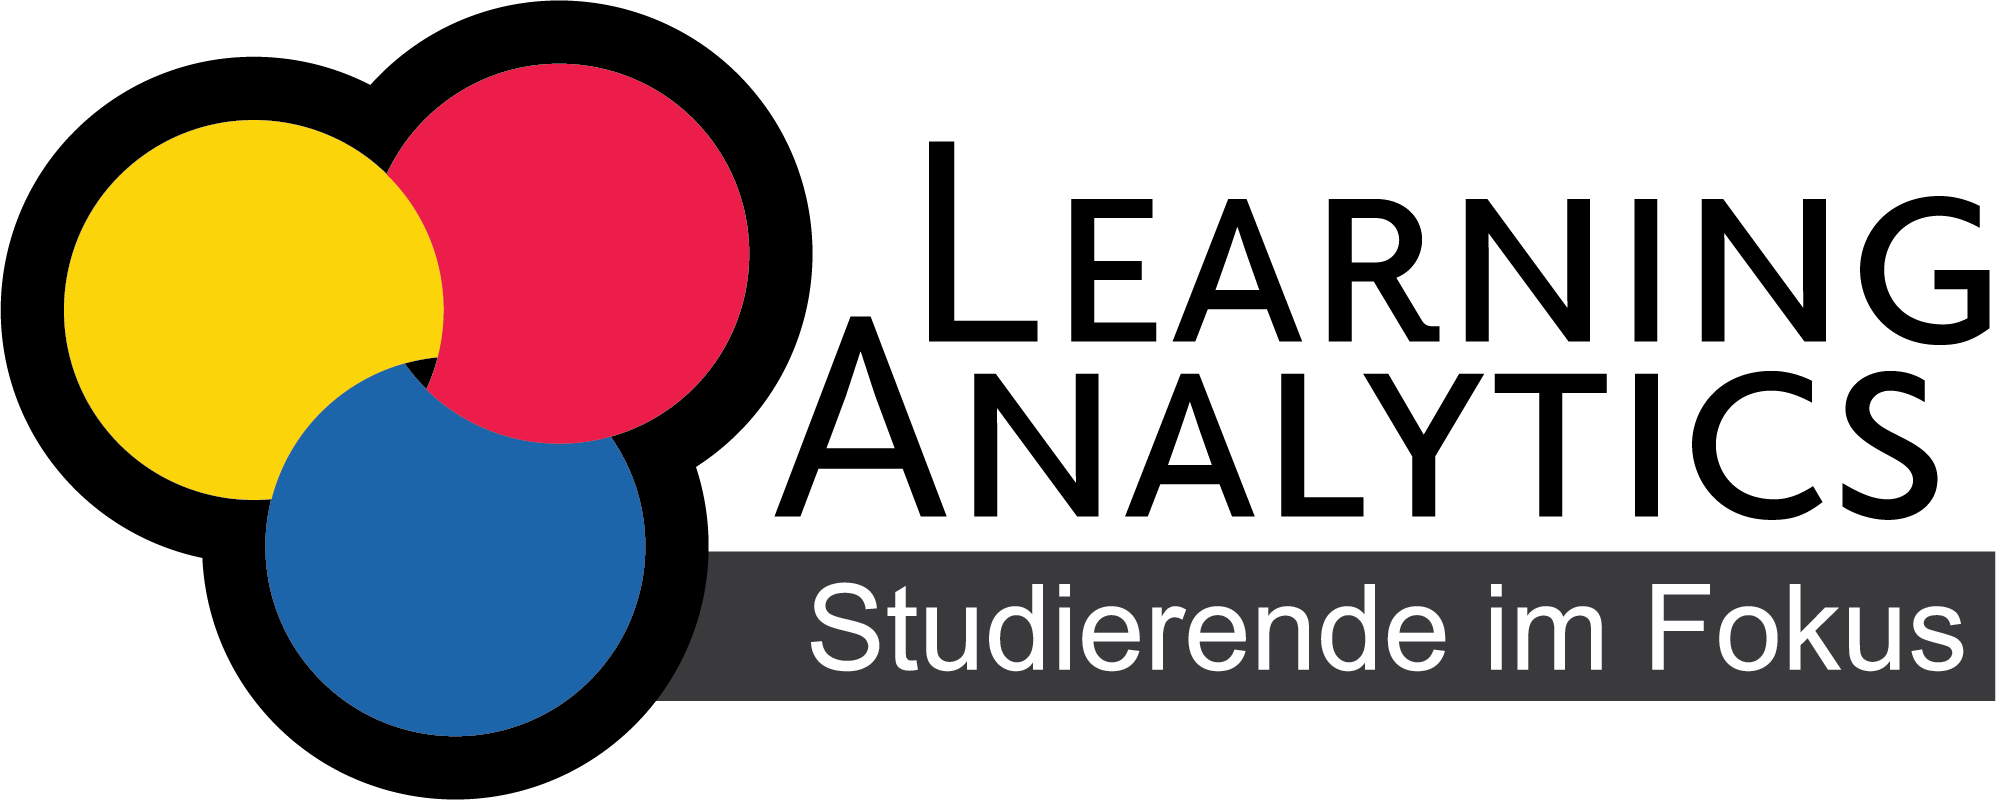 LEARNING
ANALYTICS
Studierende im Fokus